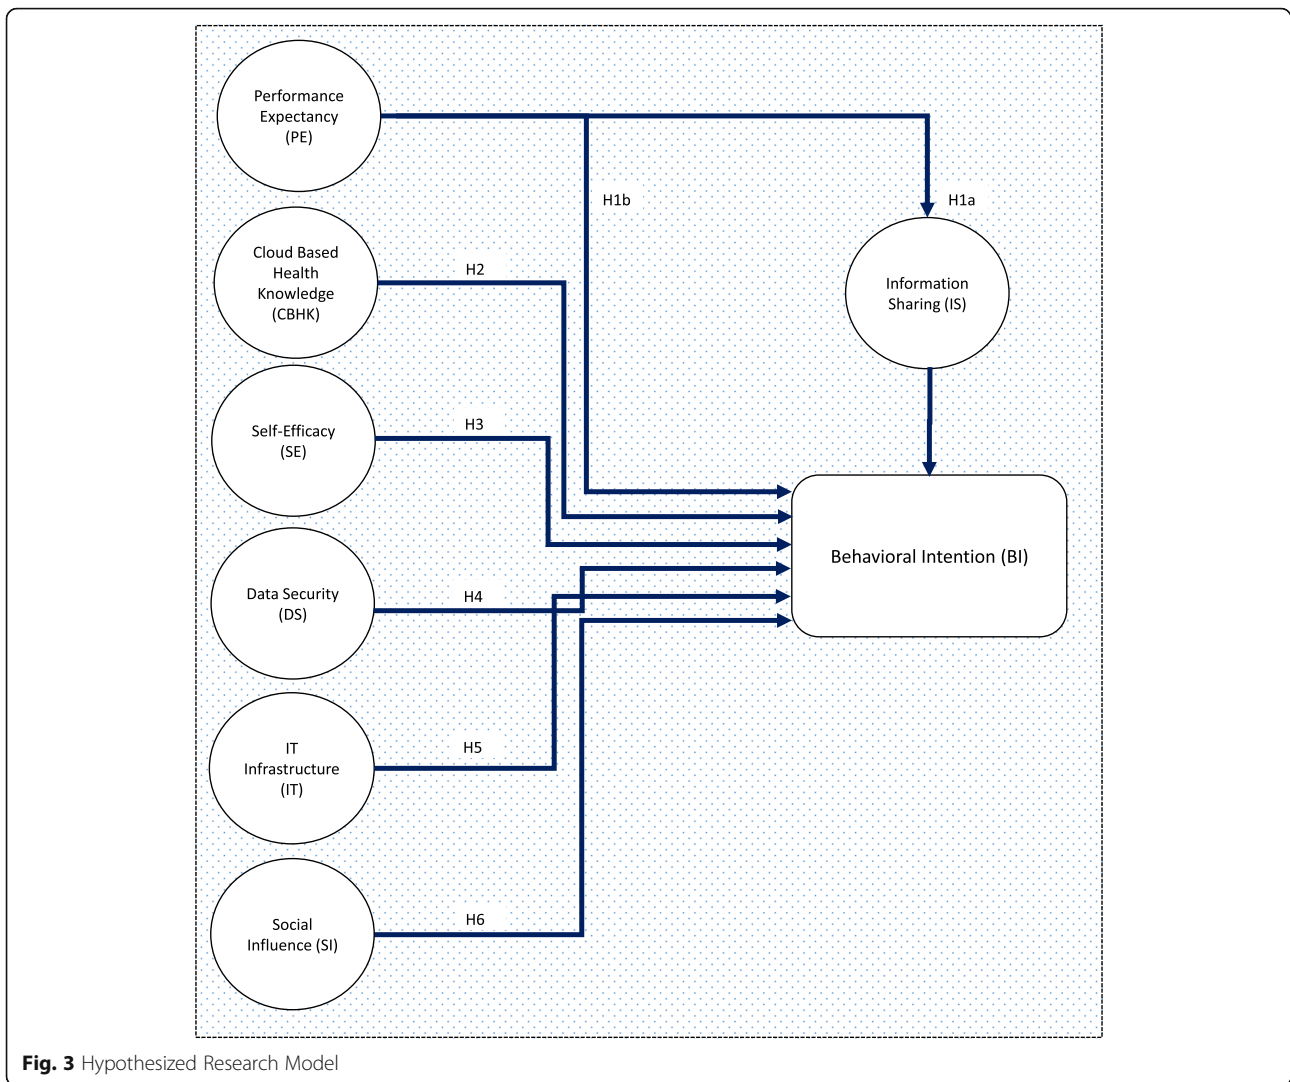 Performance
Expectancy
(PE)
H1b
H1a
Cloud Based
Health
Knowledge
(CBHK)
H2
Information
Sharing (IS)
Self-Efficacy
(SE)
H3
Behavioral Intention (BI)
Data Security
(DS)
H4
IT
Infrastructure
(IT)
H5
Social
Influence (SI)
H6
Fig. 3 Hypothesized Research Model